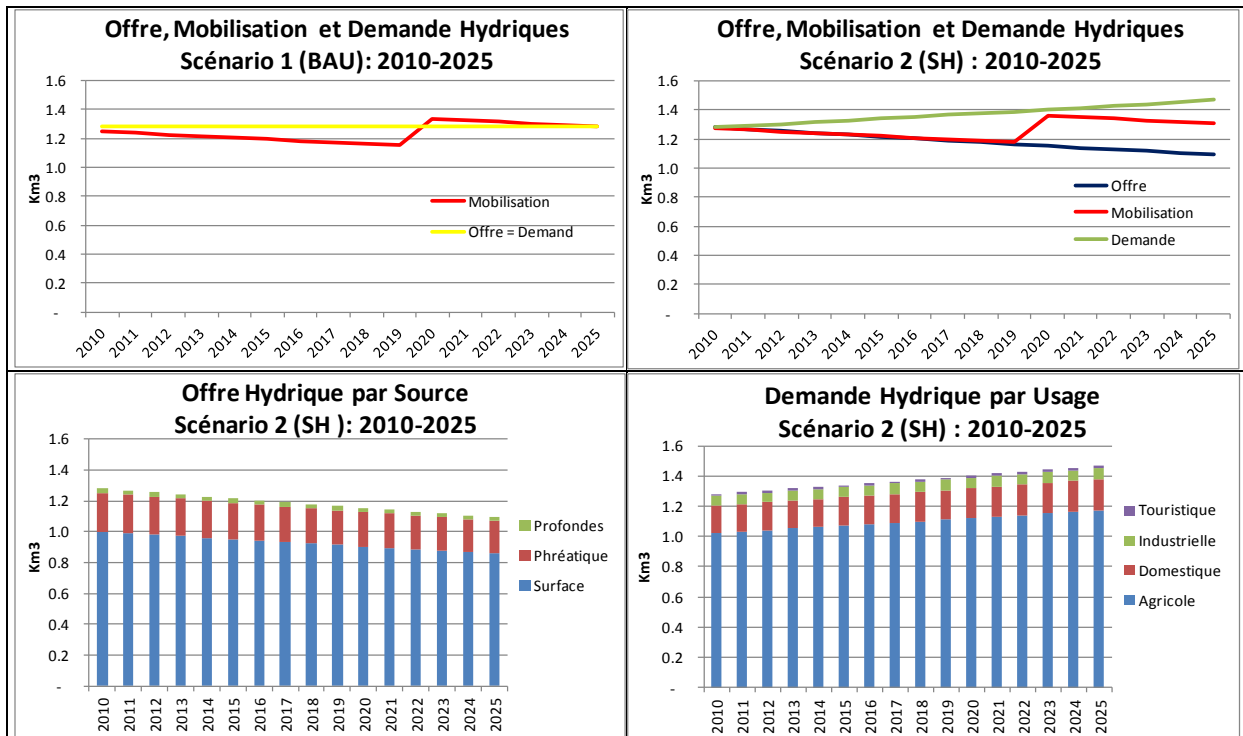 Offre, Mobilisation et Demande Hydriques
Scénario 1 (BAU): 2010-2025
1.6
1.4
1.2
1.0
0.8
0.6
0.4
0.2
-
Km3
Mobilisation
Offre = Demand
2010 2011 2012 2013 2014 2015 2016 2017 2018 2019 2020 2021 2022 2023 2024 2025
Offre, Mobilisation et Demande Hydriques
Scénario 2 (SH) : 2010-2025
1.6
1.4
1.2
1.0
0.8
0.6
0.4
0.2
-
Km3
Offre
Mobilisation
Demande
2010 2011 2012 2013 2014 2015 2016 2017 2018 2019 2020 2021 2022 2023 2024 2025
Offre Hydrique par Source
Scénario 2 (SH ): 2010-2025
1.6
1.4
1.2
1.0
0.8
0.6
0.4
0.2
-
Km3
Profondes
Phréatique
Surface
2010 2011 2012 2013 2014 2015 2016 2017 2018 2019 2020 2021 2022 2023 2024 2025
Demande Hydrique par Usage
Scénario 2 (SH) : 2010-2025
1.6
1.4
1.2
1.0
0.8
0.6
0.4
0.2
-
Km3
Touristique
Industrielle
Domestique
Agricole
2010 2011 2012 2013 2014 2015 2016 2017 2018 2019 2020 2021 2022 2023 2024 2025